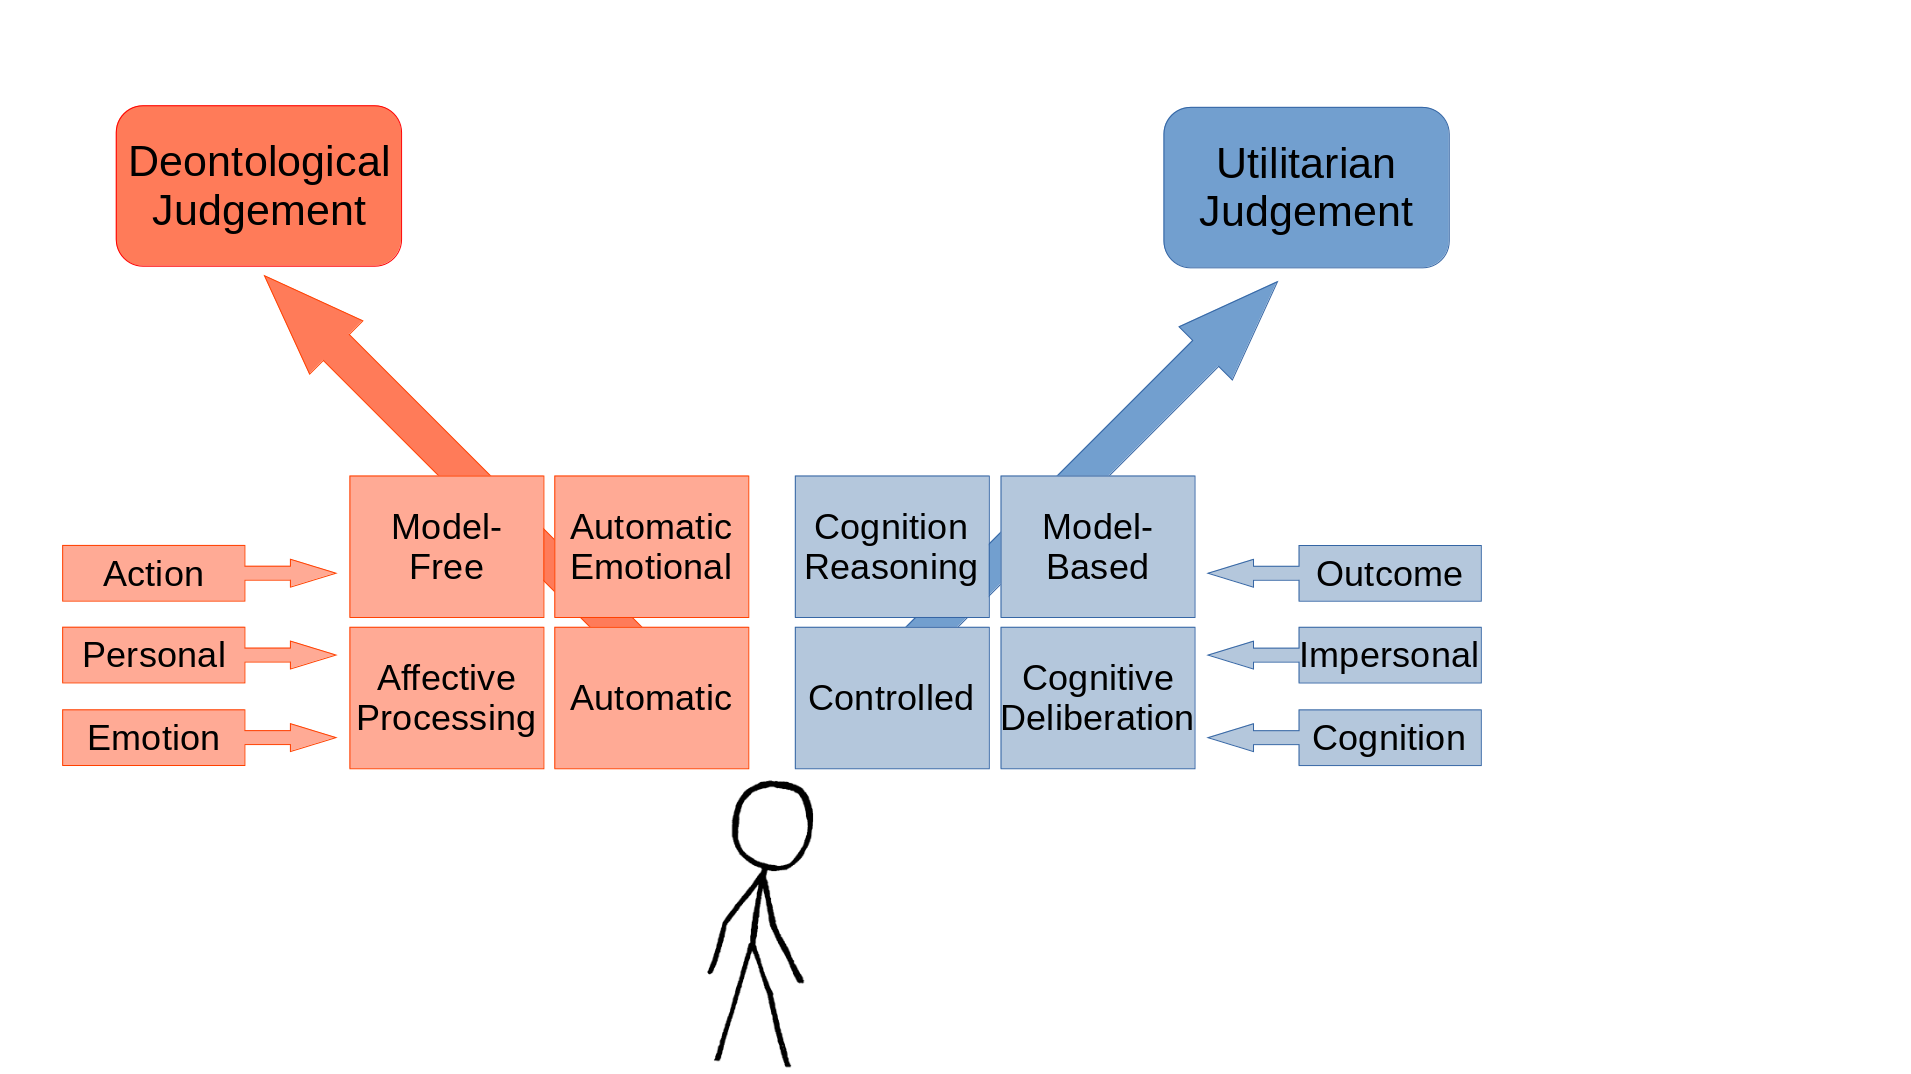 Deontological
Judgement
Utilitarian
Judgement
Model-
Free
Automatic
Emotional
Cognition
Reasoning
Model-
Based
Action
Personal
Emotion
Affective
Processing
Automatic
Controlled
Cognitive
Deliberation
Outcome
Impersonal
Cognition